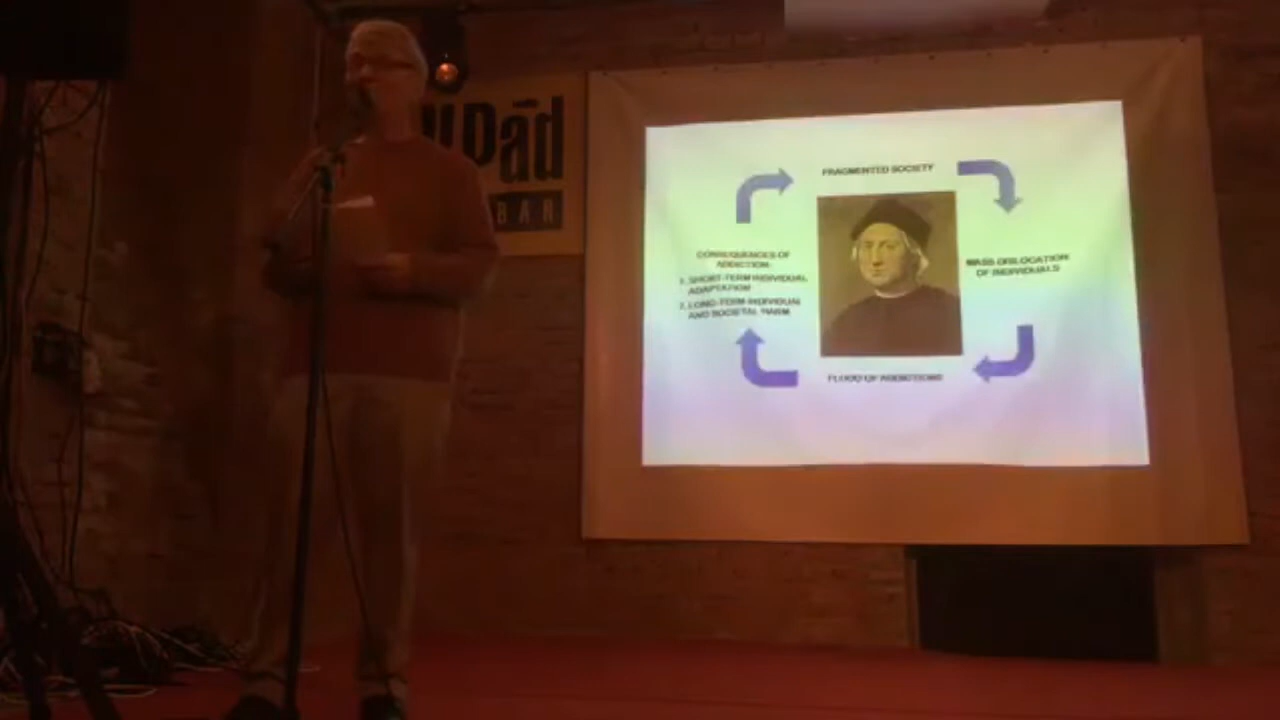 Pad
BAR
FRAGMENTED SOCIETY
MASS DISLOCATION
OF INDIVIDUALS
FLOOD OF ADDICTIONS
CONSEQUENCES OF
ADDICTION:
1. SHORT-TERM INDIVIDUAL
ADAPTATION
2. LONG-TERM INDIVIDUAL
AND SOCIETAL HARM